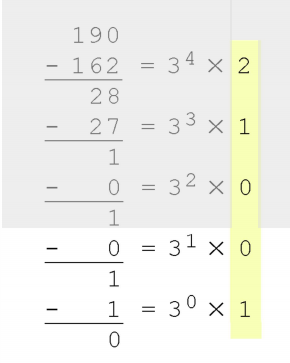 190
- 162 = 3⁴ × 2
28
- 27 = 3³ × 1
1
- 0 = 3² × 0
1
- 0 = 3¹ × 0
1
- 1 = 3⁰ × 1
0